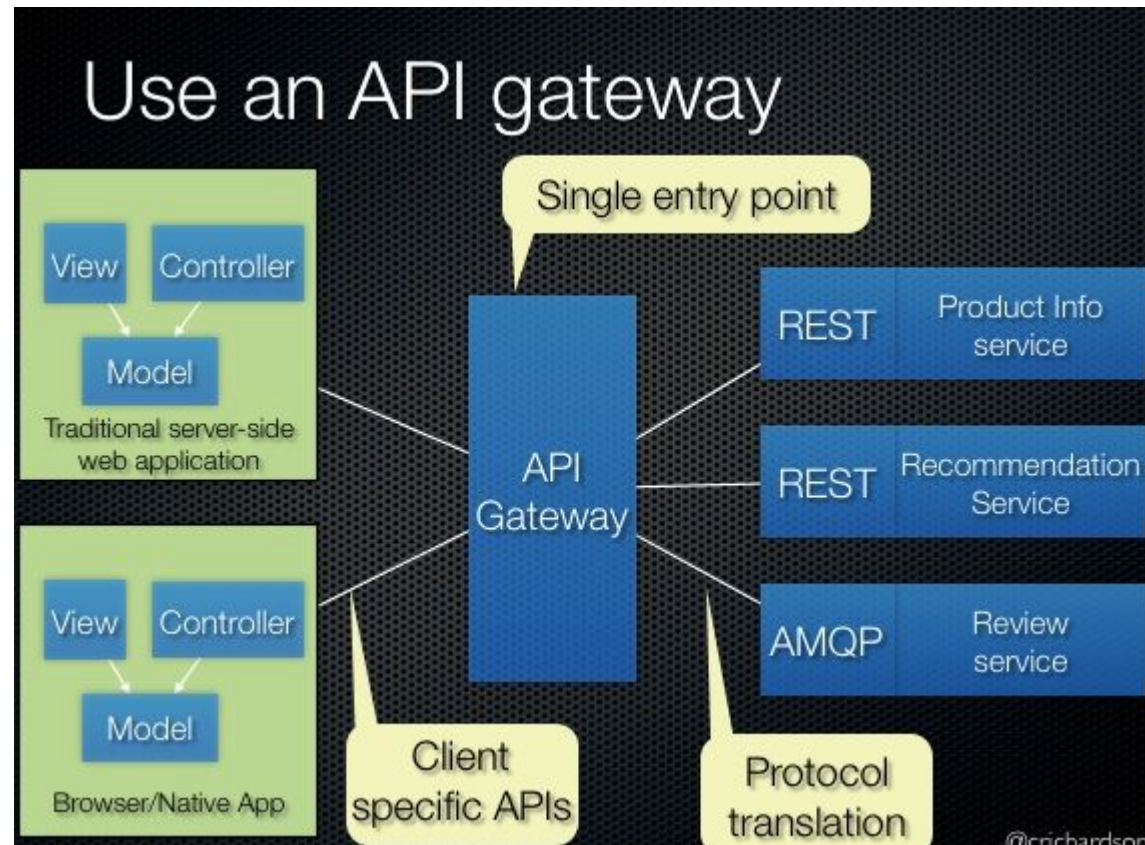 Use an API gateway
Single entry point
View
Controller
Model
Traditional server-side
web application
View
Controller
Model
Browser/Native App
API
Gateway
Client
specific APIs
Protocol
translation
REST
Product Info
service
REST
Recommendation
Service
AMQP
Review
service
@crichardson